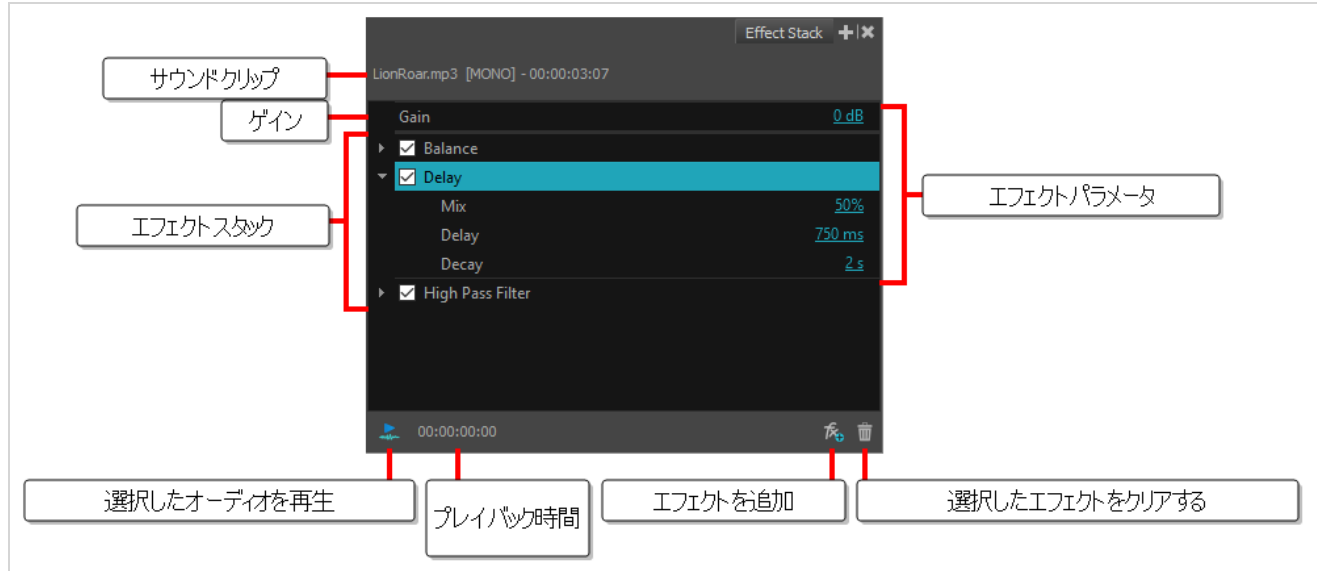 Effect Stack
サウンドクリップ
LionRoar.mp3 [MONO] - 00:00:03:07
ゲイン
Gain 0 dB
Balance
Delay
エフェクトパラメータ
Mix 50%
エフェクトスタック
Delay 750 ms
Decay 2 s
High Pass Filter
00:00:00:00
選択したオーディオを再生
プレイバック時間
エフェクトを追加
選択したエフェクトをクリアする